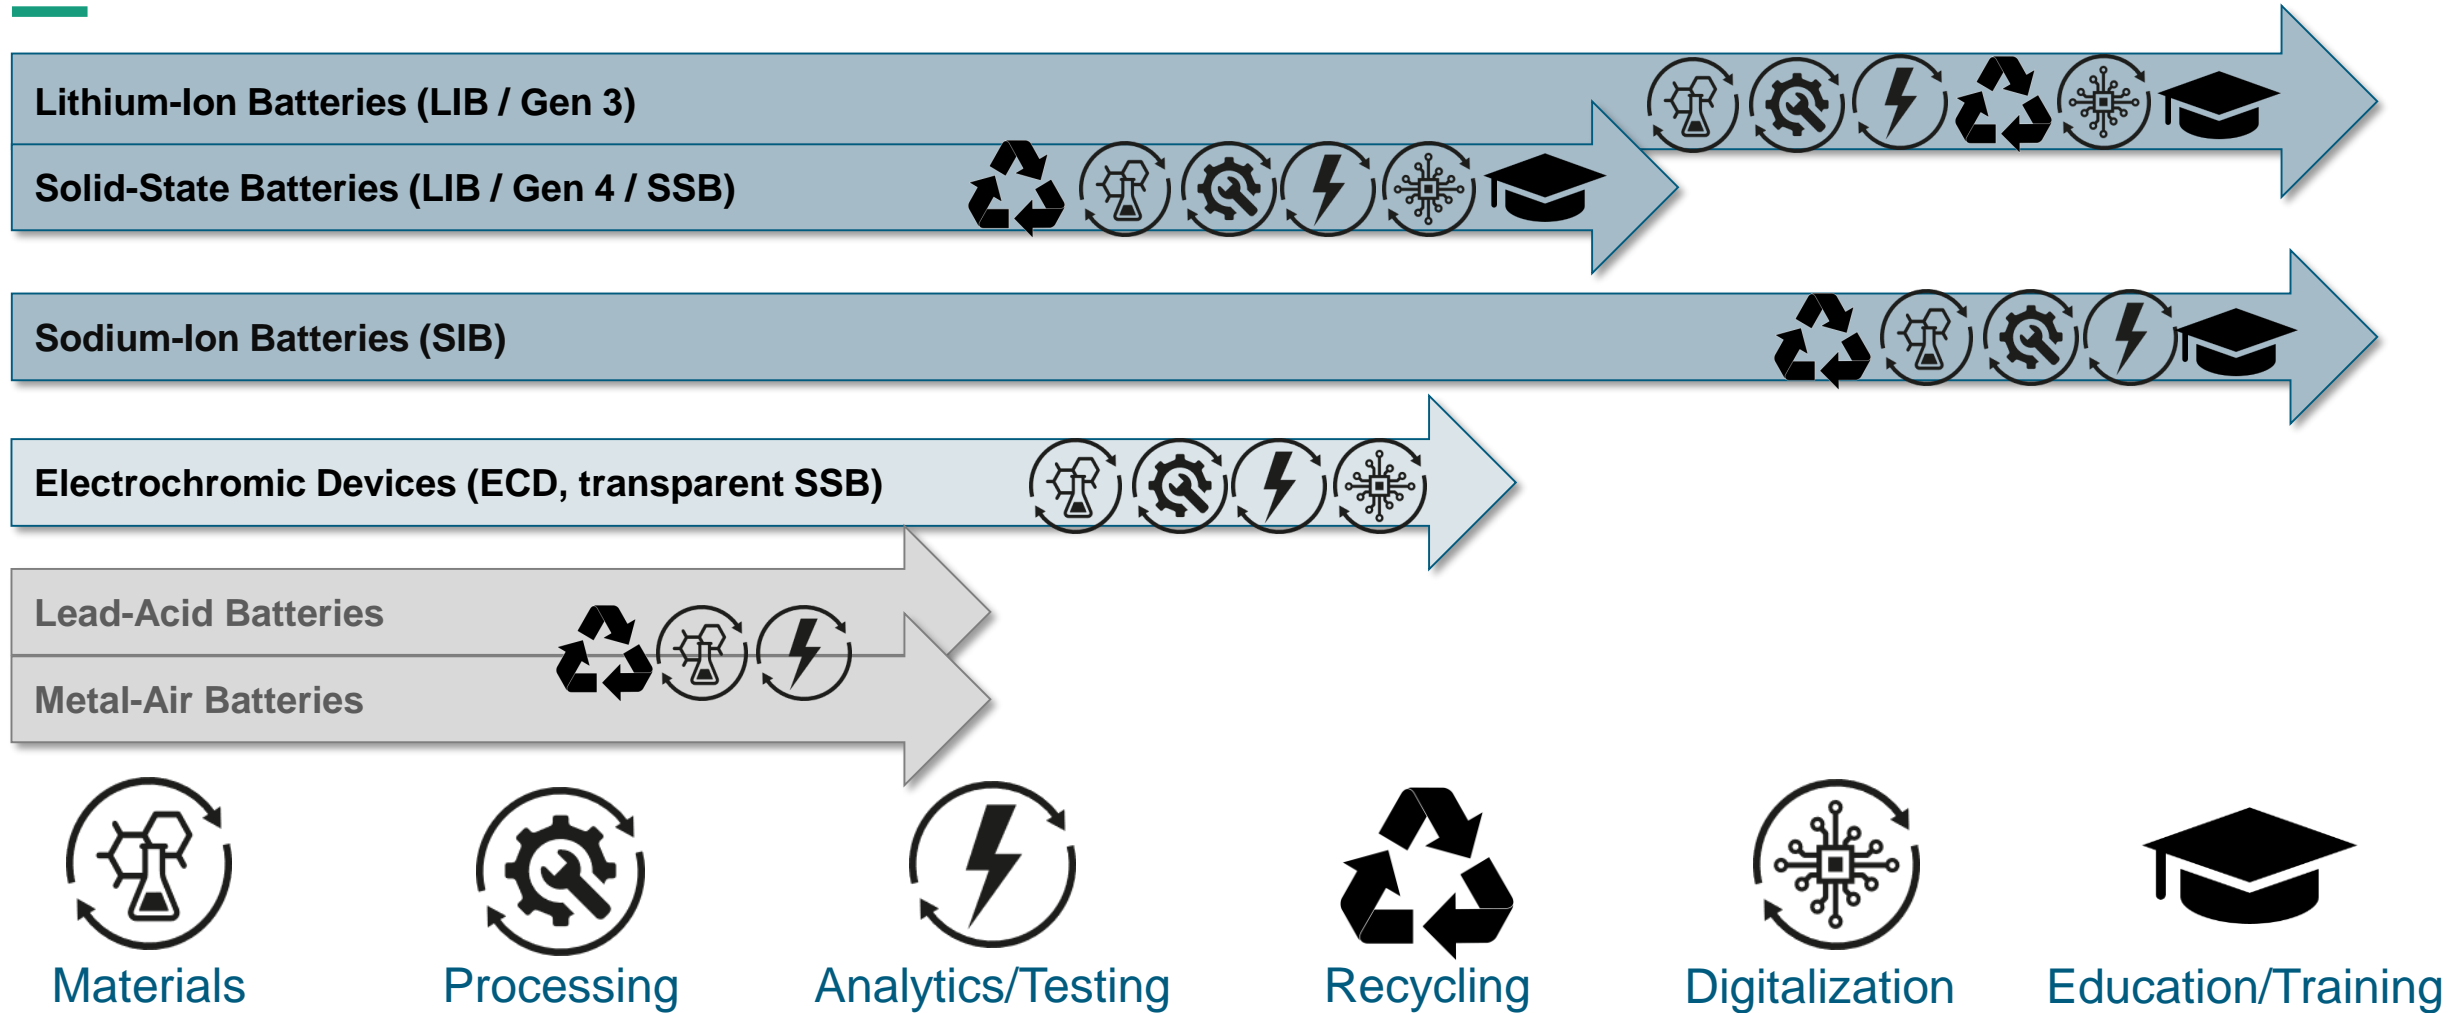 Lithium-Ion Batteries (LIB / Gen 3)
Solid-State Batteries (LIB / Gen 4 / SSB)
Sodium-Ion Batteries (SIB)
Electrochromic Devices (ECD, transparent SSB)
Lead-Acid Batteries
Metal-Air Batteries
Materials
Processing
Analytics/Testing
Recycling
Digitalization
Education/Training